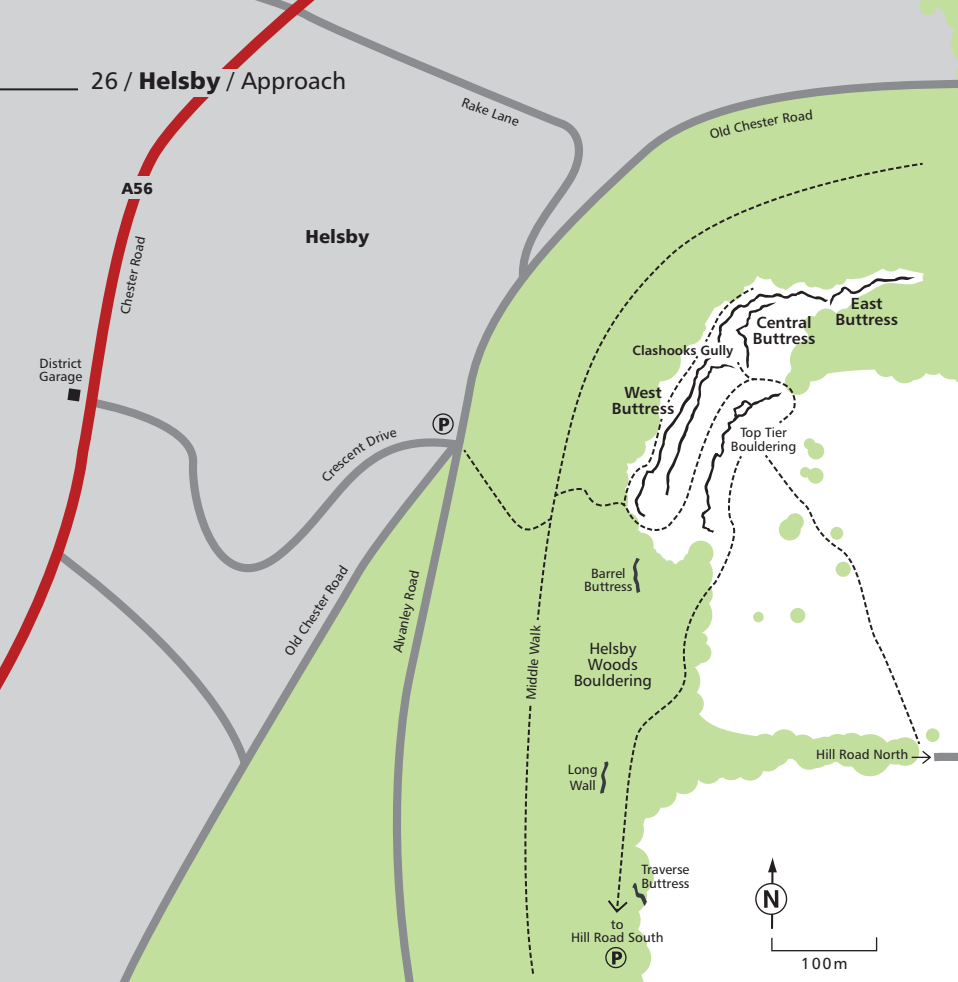 26 / Helsby / Approach
Rake Lane
Old Chester Road
A56
Helsby
Chester Road
East
Buttress
Central
Buttress
Clashooks Gully
District
Garage
West
Buttress
P
Top Tier
Bouldering
Crescent Drive
Barrel
Buttress
Old Chester Road
Alvanley Road
Middle Walk
Helsby
Woods
Bouldering
Hill Road North
Long
Wall
Traverse
Buttress
N
to
Hill Road South
P
100m